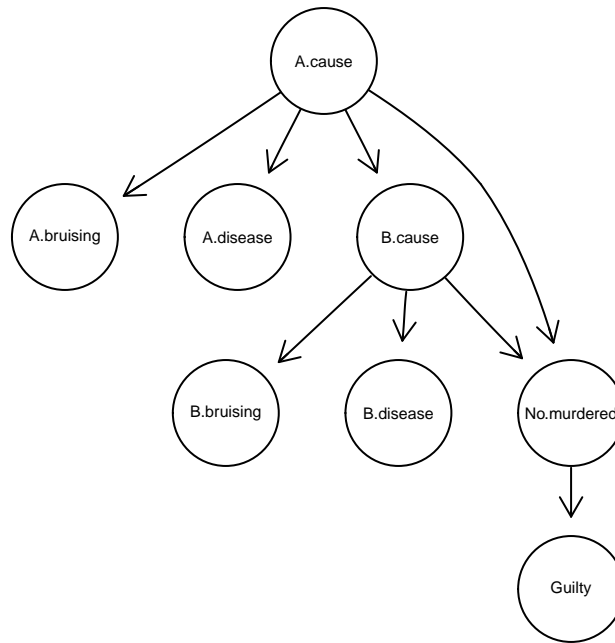 A.cause
A.bruising
A.disease
B.cause
B.bruising
B.disease
No.murdered
Guilty